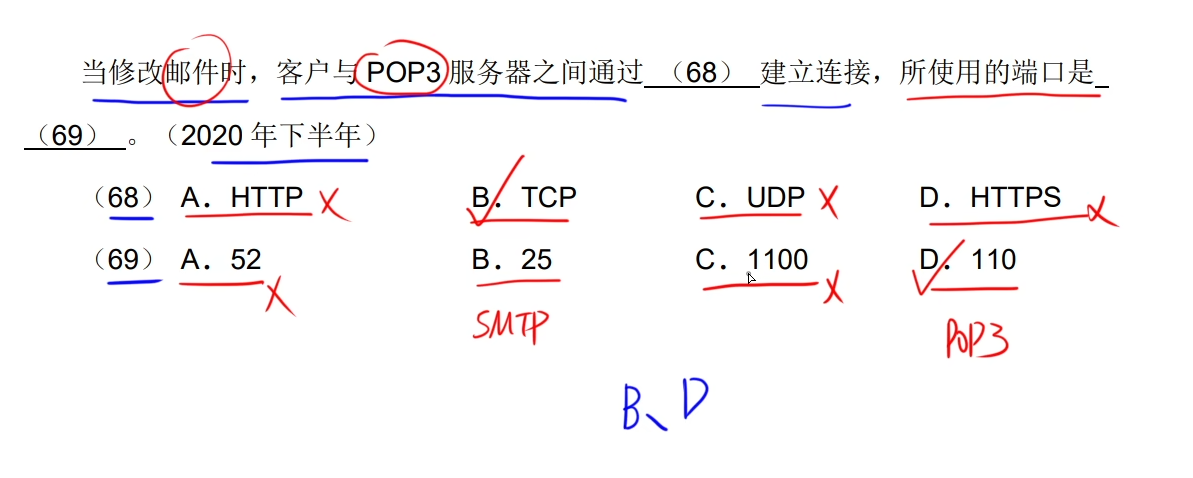 当修改邮件时，客户与 POP3 服务器之间通过 （68） 建立连接，所使用的端口是
（69） 。（2020 年下半年）
（68） A．HTTP × B．TCP C．UDP × D．HTTPS ×
（69） A．52 × B．25 C．1100 × D．110
SMTP POP3
B、D